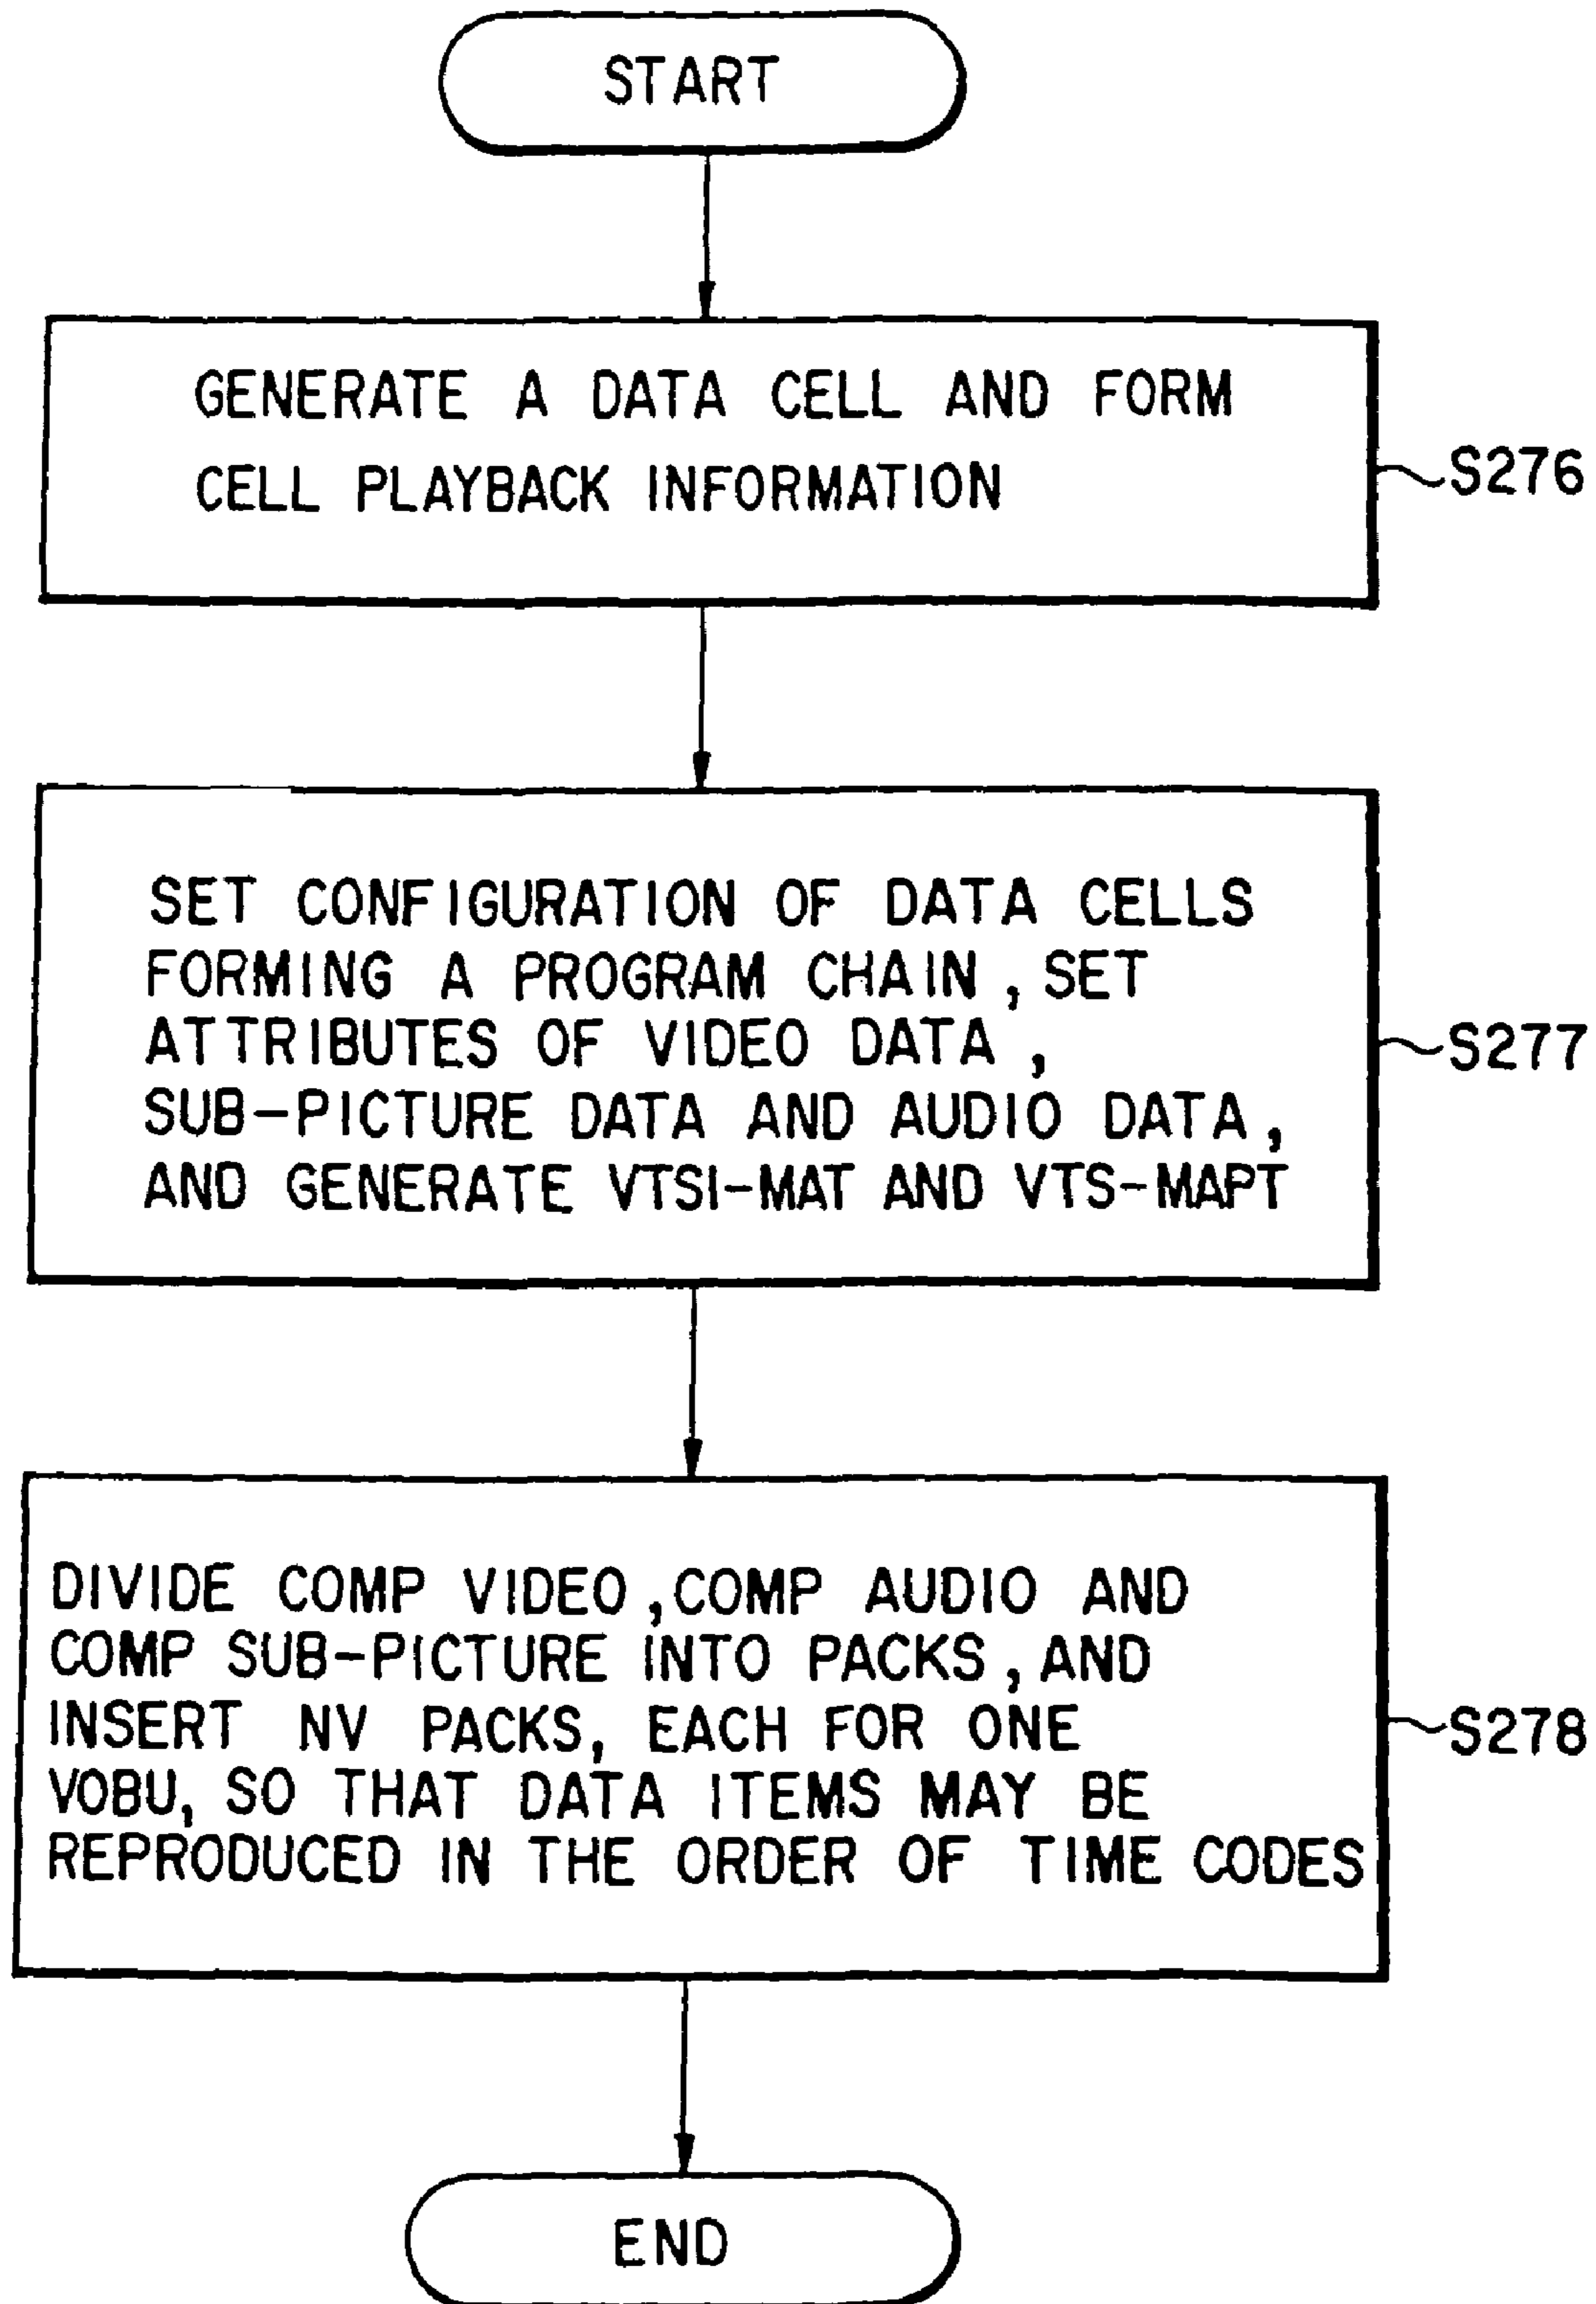 START
GENERATE A DATA CELL AND FORM
CELL PLAYBACK INFORMATION
S276
SET CONFIGURATION OF DATA CELLS
FORMING A PROGRAM CHAIN, SET
ATTRIBUTES OF VIDEO DATA,
SUB-PICTURE DATA AND AUDIO DATA,
AND GENERATE VTSI-MAT AND VTS-MAPT
S277
DIVIDE COMP VIDEO, COMP AUDIO AND
COMP SUB-PICTURE INTO PACKS, AND
INSERT NV PACKS, EACH FOR ONE
VOBU, SO THAT DATA ITEMS MAY BE
REPRODUCED IN THE ORDER OF TIME CODES
S278
END